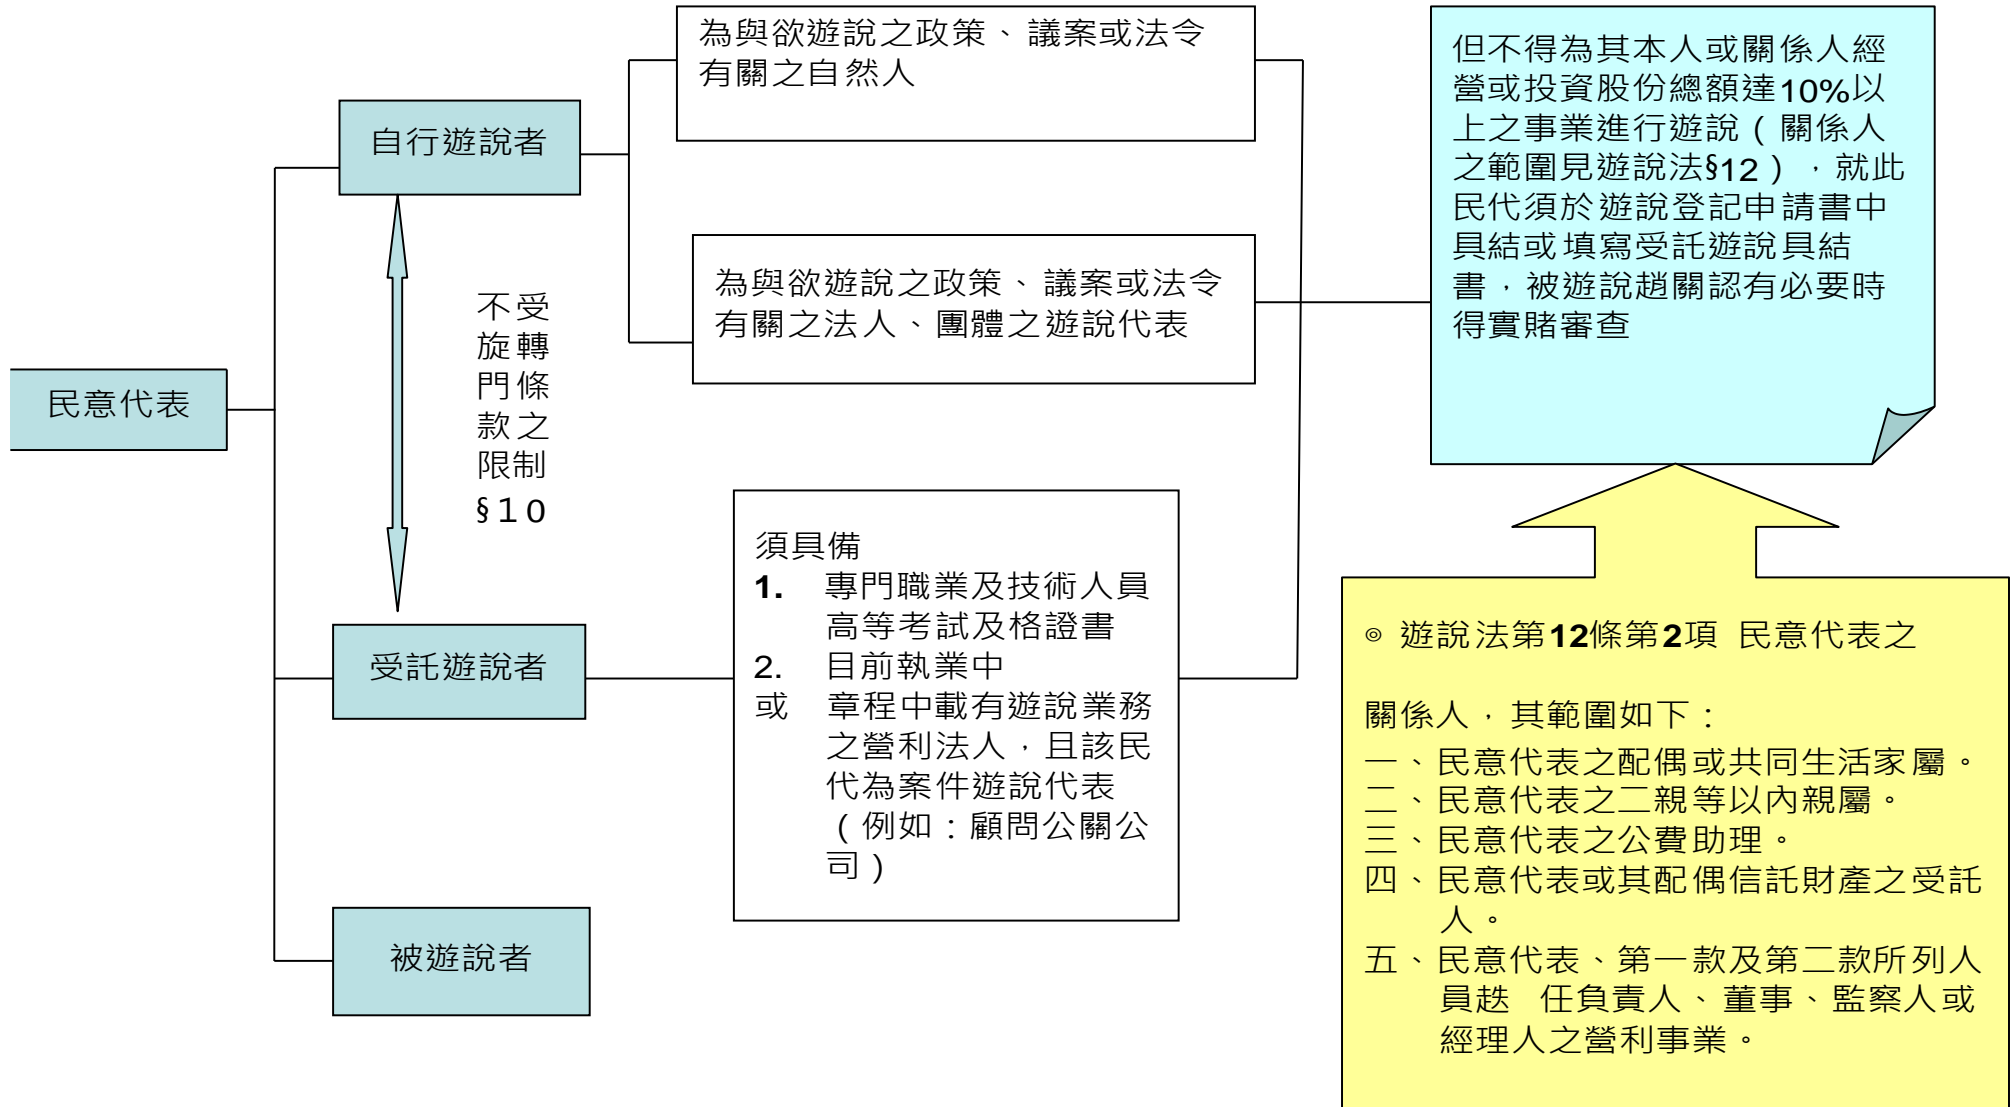 民意代表
自行遊說者
不受
旋轉
門條
款之
限制
§10
受託遊說者
被遊說者
為與欲遊說之政策、議案或法令
有關之自然人
為與欲遊說之政策、議案或法令
有關之法人、團體之遊說代表
須具備
1. 專門職業及技術人員
高等考試及格證書
2. 目前執業中
或 章程中載有遊說業務
之營利法人，且該民
代為案件遊說代表
（例如：顧問公關公
司）
但不得為其本人或關係人經
營或投資股份總額達10%以
上之事業進行遊說（關係人
之範圍見遊說法§12），就此
民代須於遊說登記申請書中
具結或填寫受託遊說具結
書，被遊說趙關認有必要時
得實賭審查
◎ 遊說法第12條第2項 民意代表之
關係人，其範圍如下：
一、民意代表之配偶或共同生活家屬。
二、民意代表之二親等以內親屬。
三、民意代表之公費助理。
四、民意代表或其配偶信託財產之受託
人。
五、民意代表、第一款及第二款所列人
員趃 任負責人、董事、監察人或
經理人之營利事業。